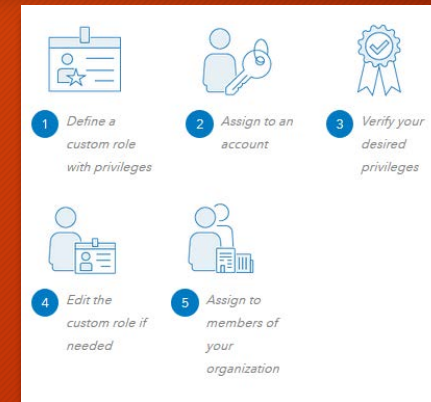 1 Define a
custom role
with privileges
2 Assign to an
account
3 Verify your
desired
privileges
4 Edit the
custom role if
needed
5 Assign to
members of
your
organization